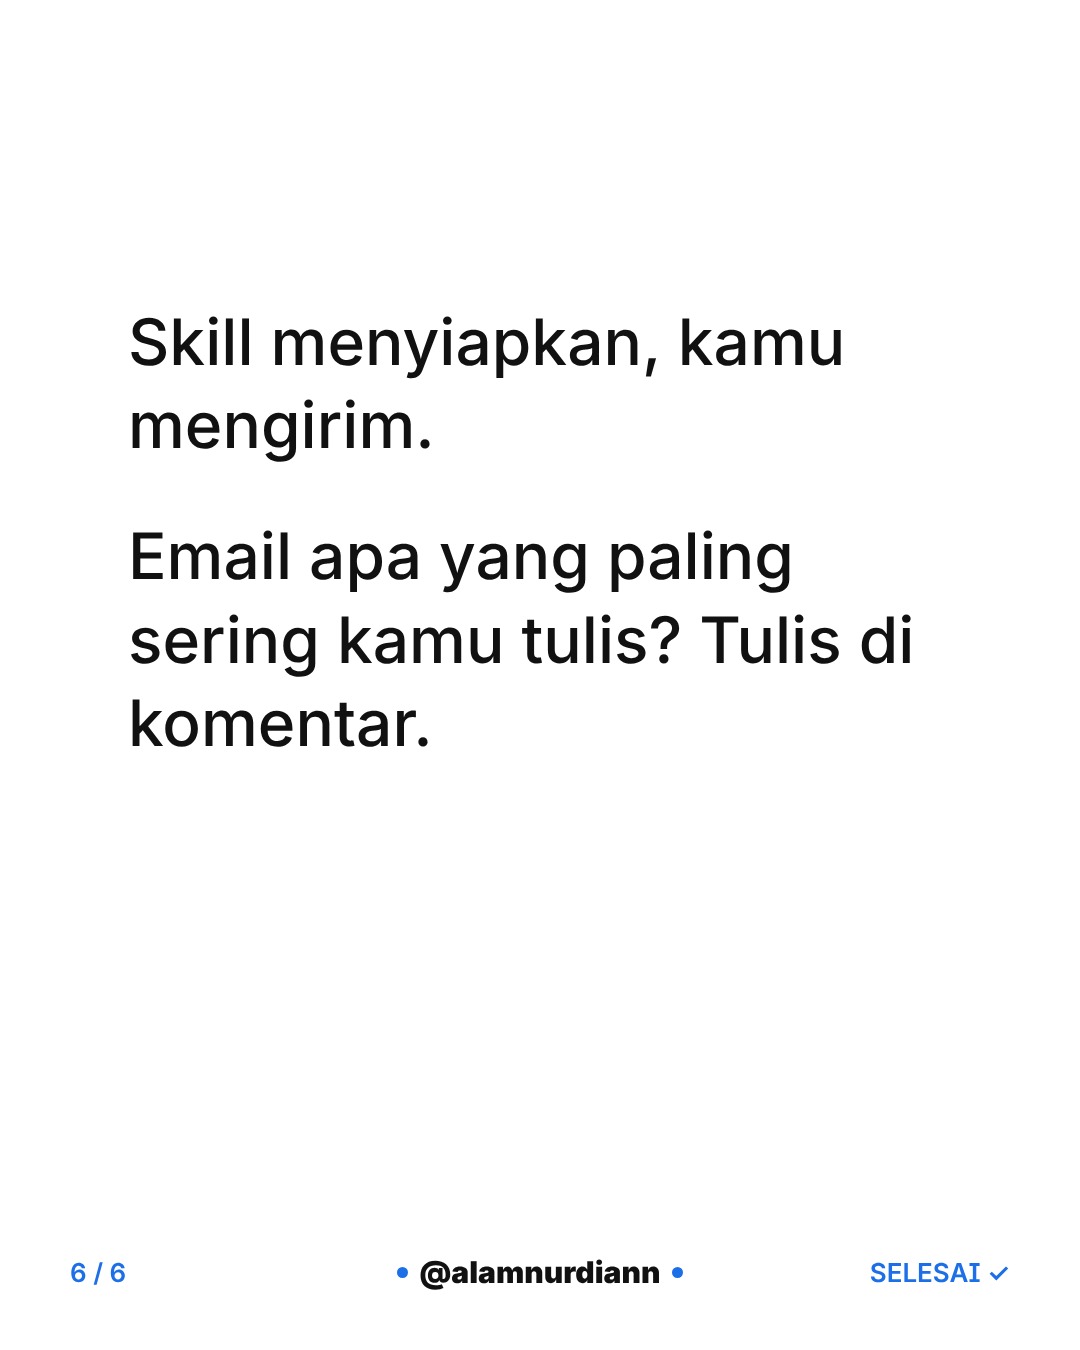 Skill menyiapkan, kamu
mengirim.
Email apa yang paling
sering kamu tulis? Tulis di
komentar.
6 / 6
• @alamnurdiann •
SELESAI ✓